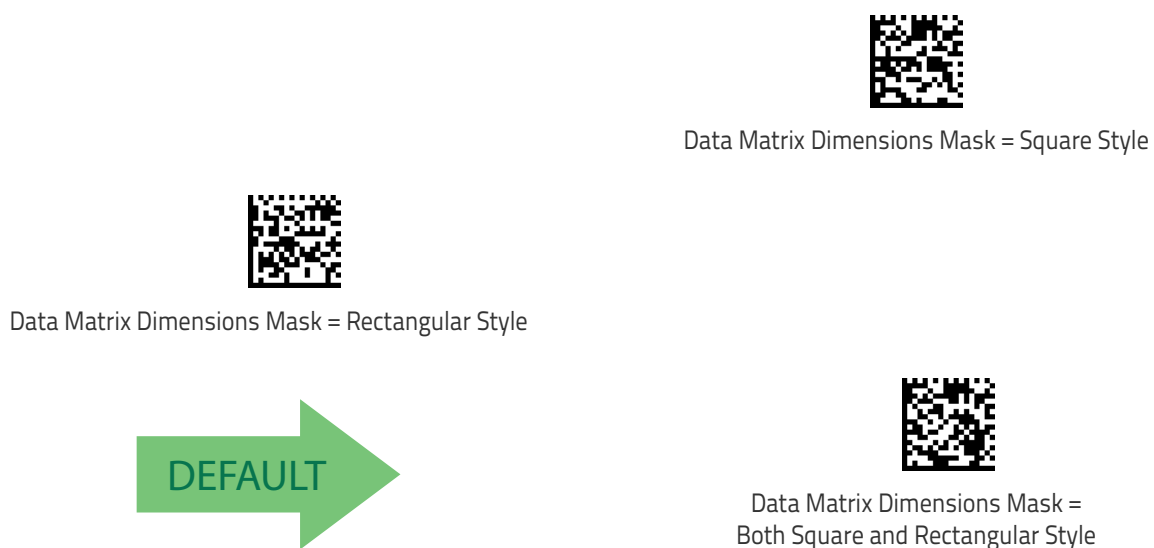 Data Matrix Dimensions Mask = Square Style
Data Matrix Dimensions Mask = Rectangular Style
DEFAULT
Data Matrix Dimensions Mask =
Both Square and Rectangular Style